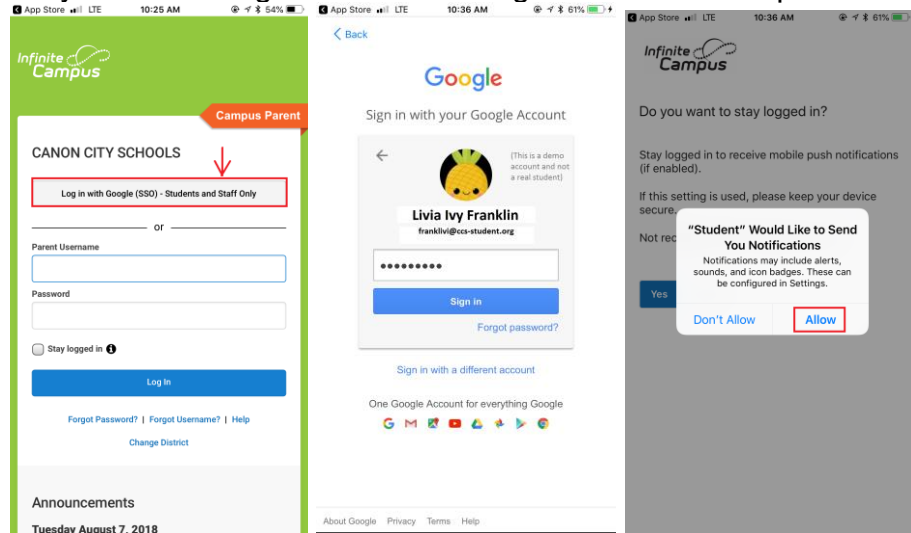 App Store LTE 10:25 AM 54%
Infinite
Campus
Campus Parent
CANON CITY SCHOOLS
Log in with Google (SSO) - Students and Staff Only
or
Parent Username
Password
Stay logged in
Log In
Forgot Password? | Forgot Username? | Help
Change District
Announcements
Tuesday August 7, 2018
App Store LTE 10:36 AM 61%
Back
Google
Sign in with your Google Account
(This is a demo
account and not
a real student)
Livia Ivy Franklin
franklivi@ccs-student.org
Sign in
Forgot password?
Sign in with a different account
One Google Account for everything Google
About Google Privacy Terms Help
App Store LTE 10:36 AM 61%
Infinite
Campus
Do you want to stay logged in?
Stay logged in to receive mobile push notifications
(if enabled).
If this setting is used, please keep your device
secure.
Not rec
"Student" Would Like to Send
You Notifications
Notifications may include alerts,
sounds, and icon badges. These can
be configured in Settings.
Yes
Don't Allow Allow